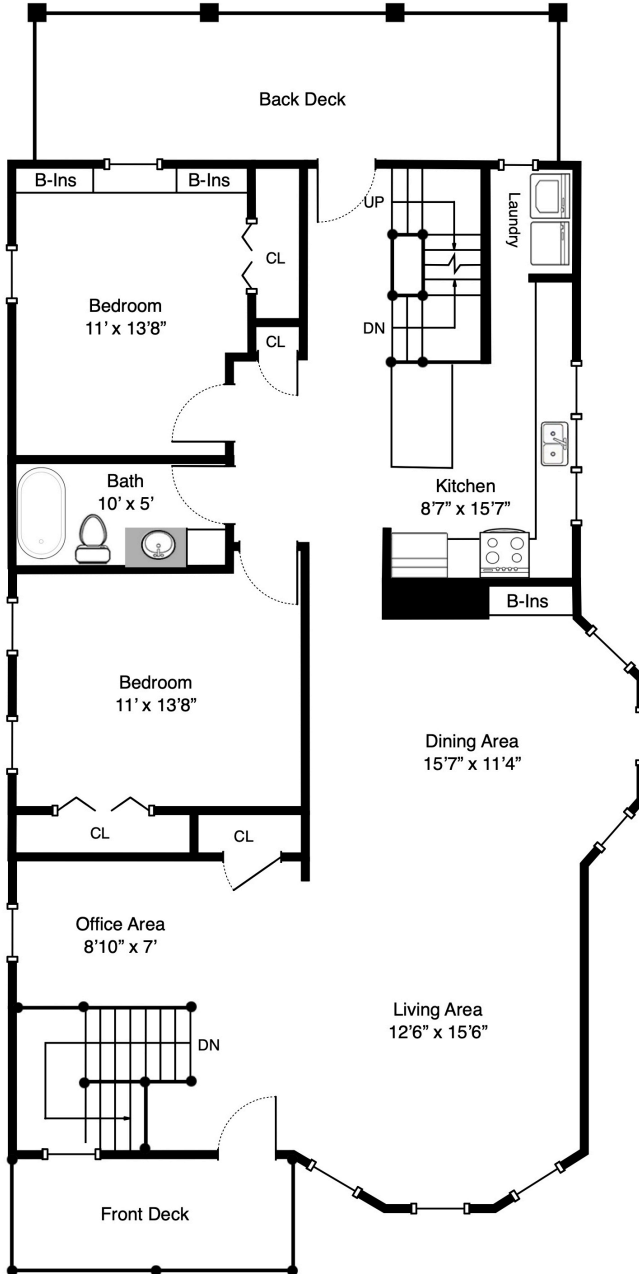 Back Deck
B-Ins
B-Ins
UP
Laundry
CL
Bedroom
11’ x 13’8”
DN
CL
Bath
10’ x 5’
Kitchen
8’7” x 15’7”
B-Ins
Bedroom
11’ x 13’8”
Dining Area
15’7” x 11’4”
CL
CL
Office Area
8’10” x 7’
Living Area
12’6” x 15’6”
DN
Front Deck